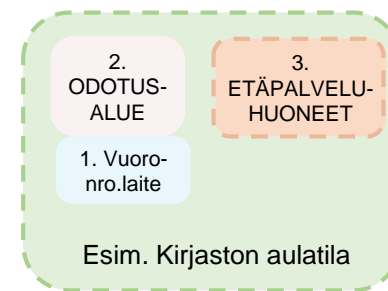 2.
ODOTUS-
ALUE
3.
ETÄPALVELU-
HUONEET
1. Vuoro-
nro.laite
Esim. Kirjaston aulatila